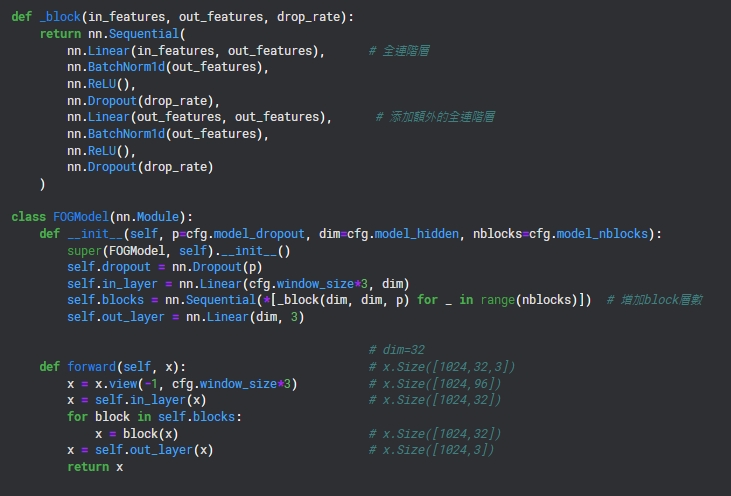 def _block(in_features, out_features, drop_rate):
    return nn.Sequential(
        nn.Linear(in_features, out_features),      # 全連階層
        nn.BatchNorm1d(out_features),
        nn.ReLU(),
        nn.Dropout(drop_rate),
        nn.Linear(out_features, out_features),      # 添加額外的全連階層
        nn.BatchNorm1d(out_features),
        nn.ReLU(),
        nn.Dropout(drop_rate)
    )
class FOGModel(nn.Module):
    def __init__(self, p=cfg.model_dropout, dim=cfg.model_hidden, nblocks=cfg.model_nblocks):
        super(FOGModel, self).__init__()
        self.dropout = nn.Dropout(p)
        self.in_layer = nn.Linear(cfg.window_size*3, dim)
        self.blocks = nn.Sequential(*[_block(dim, dim, p) for _ in range(nblocks)])  # 增加block層數
        self.out_layer = nn.Linear(dim, 3)
                                                   # dim=32
    def forward(self, x):                          # x.Size([1024,32,3])
        x = x.view(-1, cfg.window_size*3)          # x.Size([1024,96])
        x = self.in_layer(x)                       # x.Size([1024,32])
        for block in self.blocks:
            x = block(x)                           # x.Size([1024,32])
        x = self.out_layer(x)                      # x.Size([1024,3])
        return x